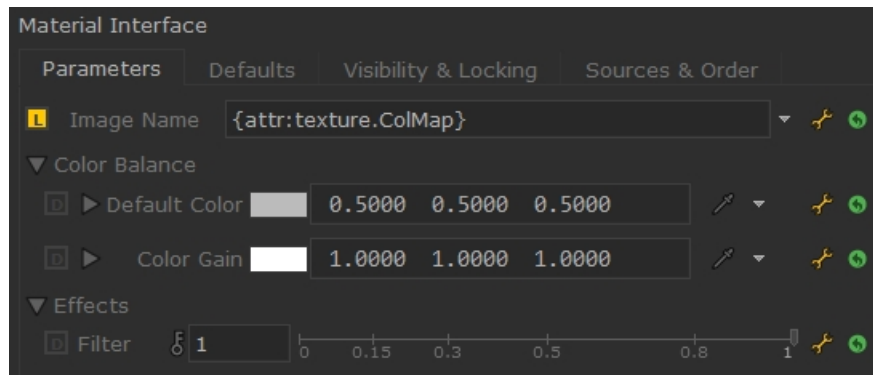 Material Interface
Parameters Defaults Visibility & Locking Sources & Order
L Image Name {attr:texture.ColMap}
Color Balance
D Default Color 0.5000 0.5000 0.5000
D Color Gain 1.0000 1.0000 1.0000
Effects
D Filter 1 0 0.15 0.3 0.5 0.8 1